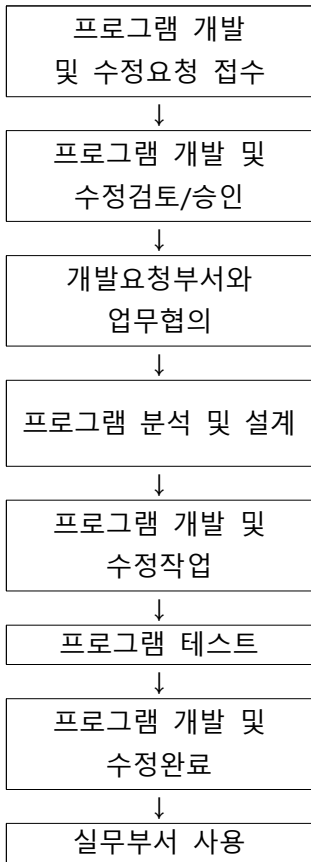 프로그램 개발
및 수정요청 접수
↓
프로그램 개발 및
수정검토/승인
↓
개발요청부서와
업무협의
↓
프로그램 분석 및 설계
↓
프로그램 개발 및
수정작업
↓
프로그램 테스트
↓
프로그램 개발 및
수정완료
↓
실무부서 사용